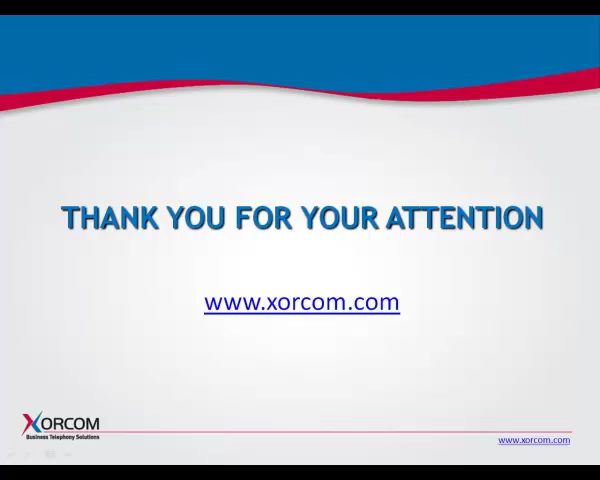 THANK YOU FOR YOUR ATTENTION
www.xorcom.com
XORCOM
Business Telephony Solutions
www.xorcom.com